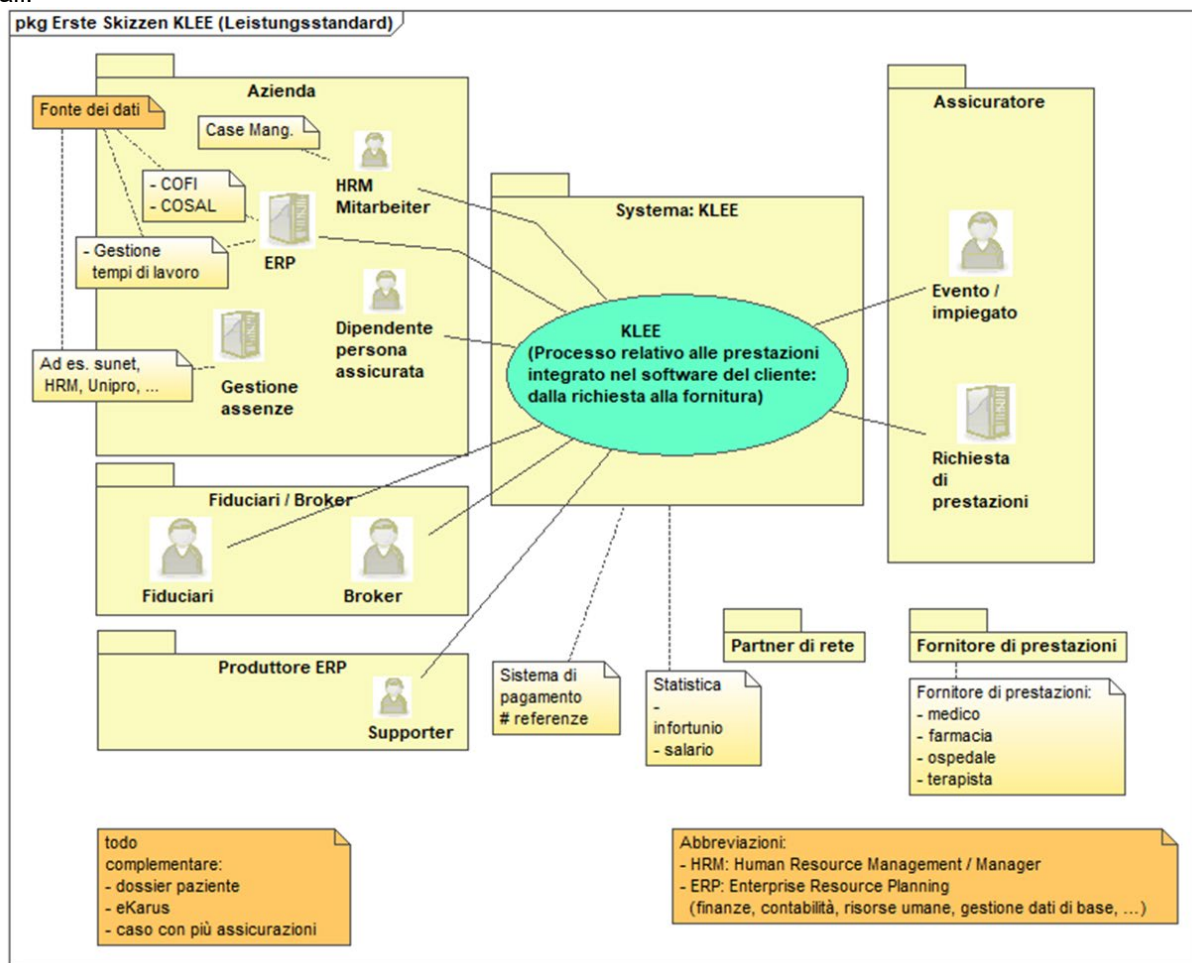 pkg Erste Skizzen KLEE (Leistungsstandard)
Azienda
Fonte dei dati
Case Mang.
HRM
Mitarbeiter
- COFI
- COSAL
ERP
- Gestione
tempi di lavoro
Dipendente
persona
assicurata
Ad es. sunet,
HRM, Unipro, ...
Gestione
assenze
Systema: KLEE
KLEE
(Processo relativo alle prestazioni
integrato nel software del cliente:
dalla richiesta alla fornitura)
Assicuratore
Evento /
impiegato
Richiesta
di
prestazioni
Fiduciari / Broker
Fiduciari
Broker
Produttore ERP
Supporter
Sistema di
pagamento
# referenze
Statistica
-
infortunio
- salario
Partner di rete
Fornitore di prestazioni
Fornitore di prestazioni:
- medico
- farmacia
- ospedale
- terapista
todo
complementare:
- dossier paziente
- eKarus
- caso con più assicurazioni
Abbreviazioni:
- HRM: Human Resource Management / Manager
- ERP: Enterprise Resource Planning
(finanze, contabilità, risorse umane, gestione dati di base, ...)